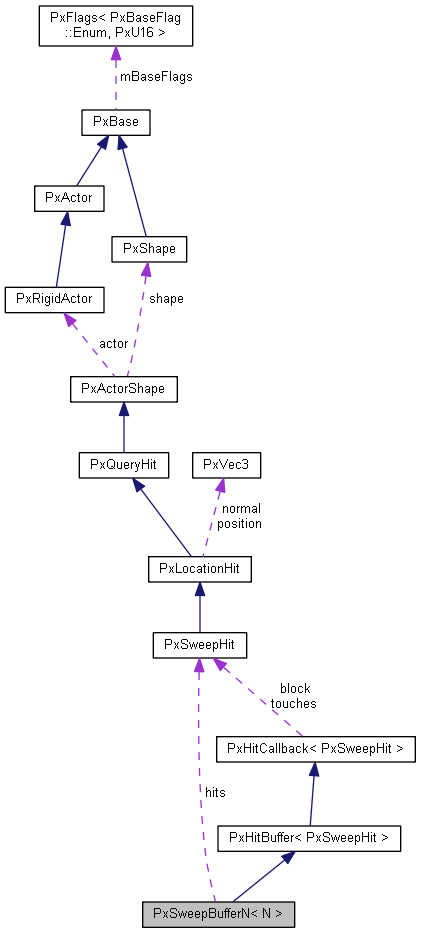 PxFlags< PxBaseFlag
::Enum, PxU16 >
mBaseFlags
PxBase
PxActor
PxShape
PxRigidActor
shape
actor
PxActorShape
PxQueryHit
PxVec3
normal
position
PxLocationHit
PxSweepHit
block
touches
PxHitCallback< PxSweepHit >
hits
PxHitBuffer< PxSweepHit >
PxSweepBufferN< N >